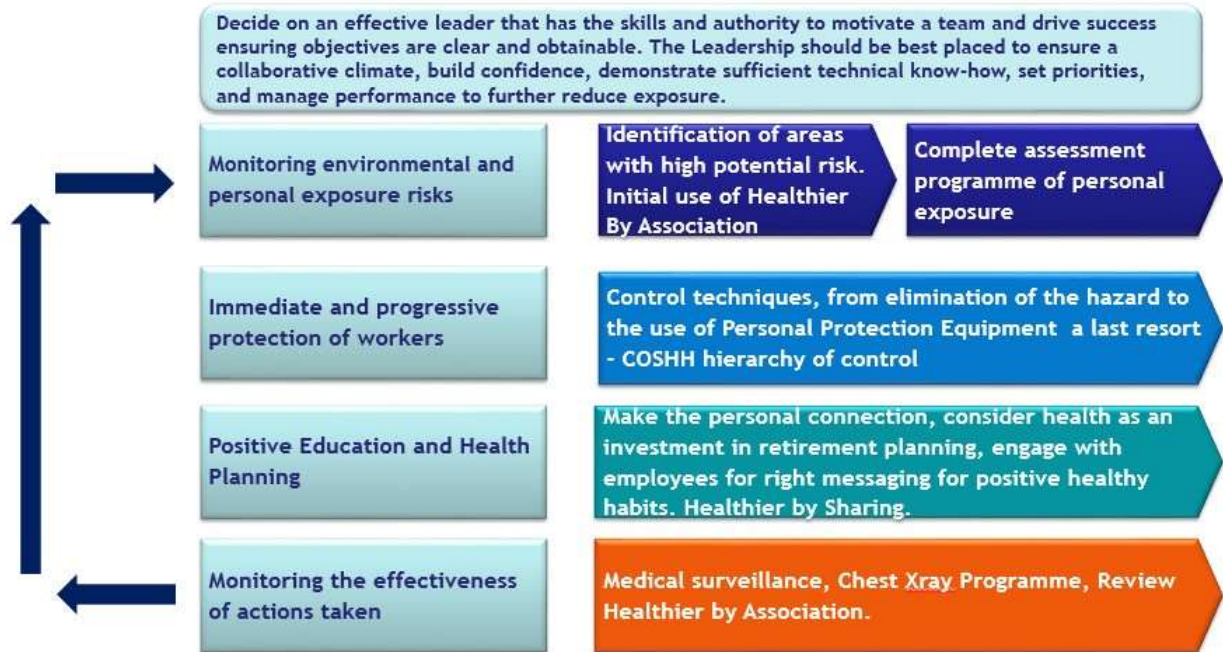 Decide on an effective leader that has the skills and authority to motivate a team and drive success
ensuring objectives are clear and obtainable. The Leadership should be best placed to ensure a
collaborative climate, build confidence, demonstrate sufficient technical know-how, set priorities,
and manage performance to further reduce exposure.
Monitoring environmental and
personal exposure risks
Identification of areas
with high potential risk.
Initial use of Healthier
By Association
Complete assessment
programme of personal
exposure
Immediate and progressive
protection of workers
Control techniques, from elimination of the hazard to
the use of Personal Protection Equipment a last resort
- COSHH hierarchy of control
Positive Education and Health
Planning
Make the personal connection, consider health as an
investment in retirement planning, engage with
employees for right messaging for positive healthy
habits. Healthier by Sharing.
Monitoring the effectiveness
of actions taken
Medical surveillance, Chest Xray Programme, Review
Healthier by Association.